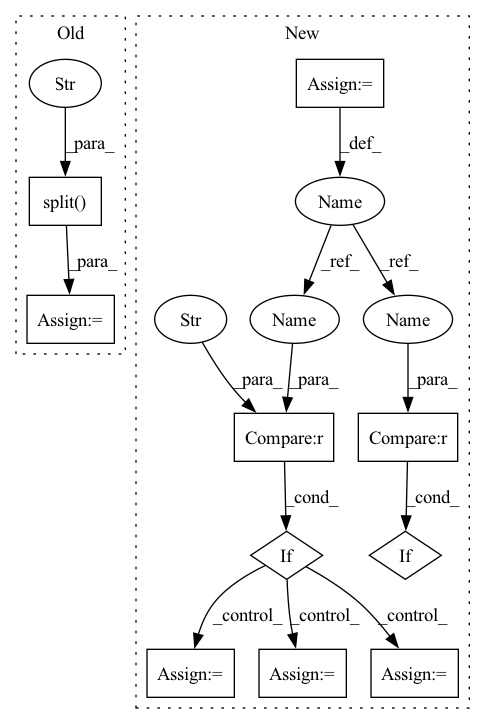 Old
New
Str
Assign:=
_para_
_def_
split()
Name
_para_
_ref_
_ref_
Assign:=
Str
Name
Name
_para_
_para_
_para_
Compare:r
Compare:r
_cond_
_cond_
If
If
_control_
_control_
_control_
Assign:=
Assign:=
Assign:=